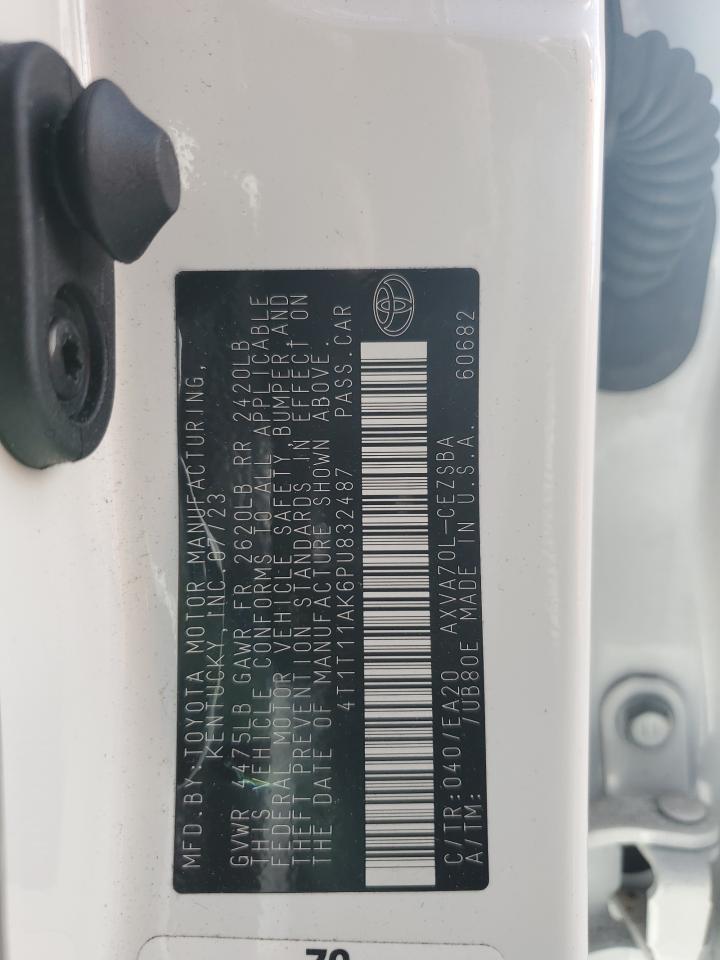 MFD.BY:TOYOTA MOTOR MANUFACTURING,
KENTUCKY,INC.07/23
GVWR 4475LB GAWR FR 2620LB RR 2420LB
THIS VEHICLE CONFORMS TO ALL APPLICABLE
FEDERAL MOTOR VEHICLE SAFETY,BUMPER,AND
THEFT PREVENTION STANDARDS IN EFFECT ON
THE DATE OF MANUFACTURE SHOWN ABOVE.
4T1T11AK6PU832487 PASS.CAR
C/TR:040/EA20 AXVA70L-CEZSBA
A/TM: /UB80E MADE IN U.S.A. 60682